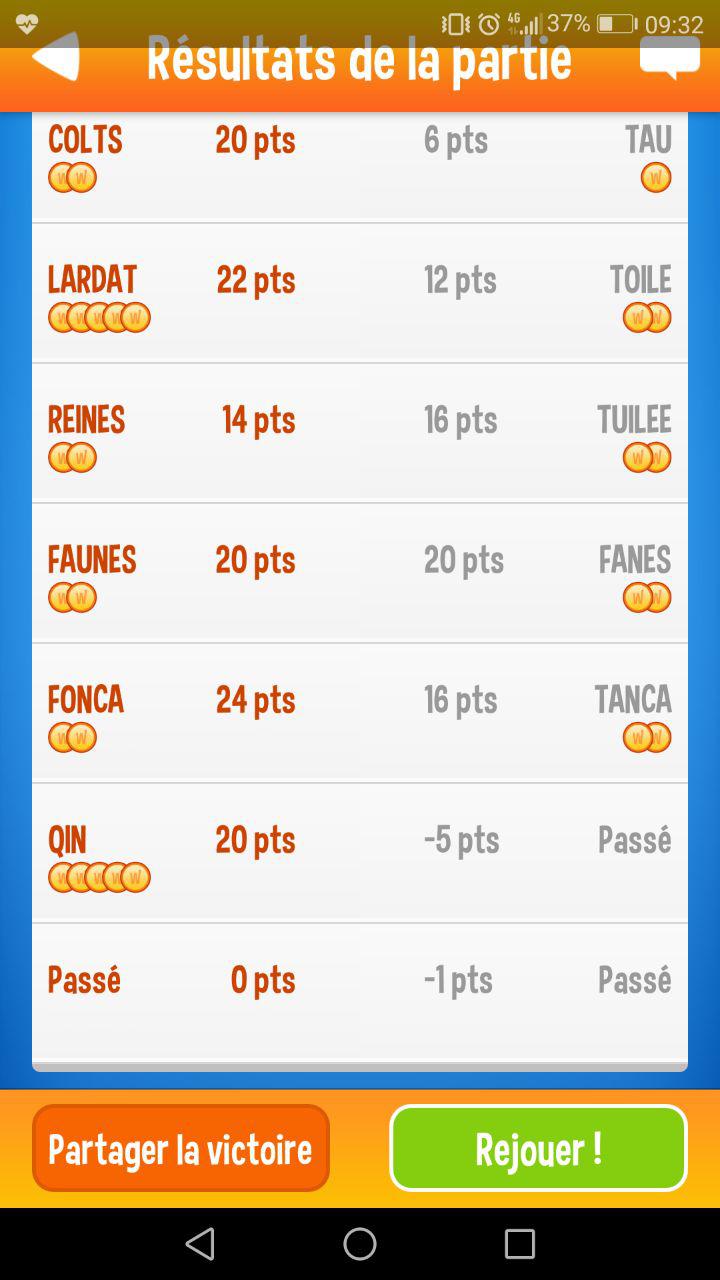 4G 37% 09:32
Résultats de la partie
COLTS 20 pts 6 pts TAU
W W W
LARDAT 22 pts 12 pts TOILE
W W W W W W W
REINES 14 pts 16 pts TUILEE
W W W W
FAUNES 20 pts 20 pts FANES
W W W W
FONCA 24 pts 16 pts TANCA
W W W W
QIN 20 pts -5 pts Passé
W W W W W
Passé 0 pts -1 pts Passé
Partager la victoire Rejouer !